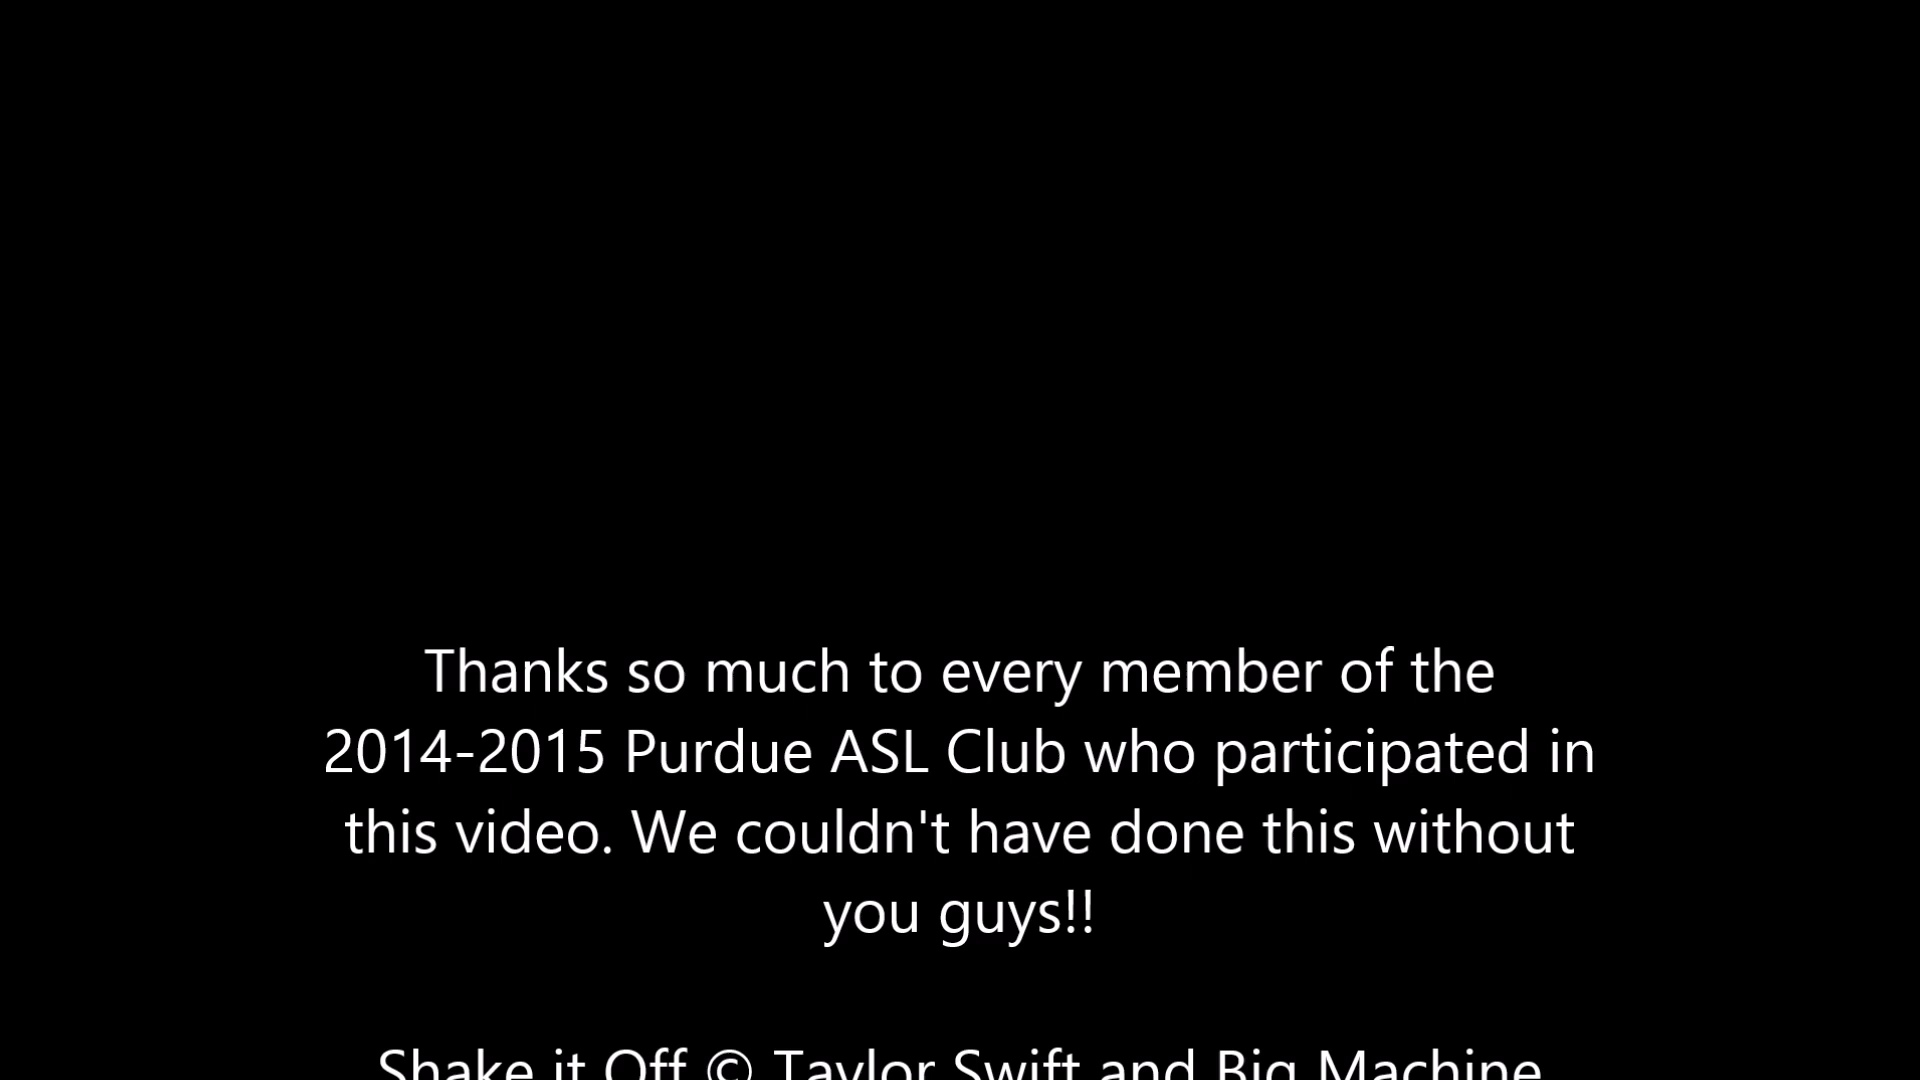 Thanks so much to every member of the
2014-2015 Purdue ASL Club who participated in
this video. We couldn't have done this without
you guys!!
Shake it Off © Taylor Swift and Big Machine